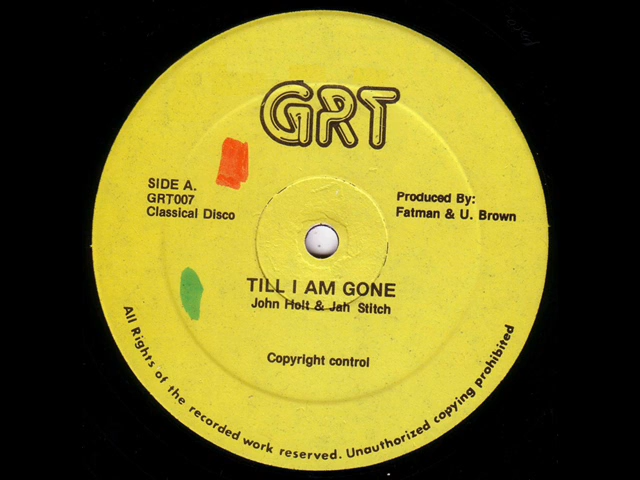 GRT
SIDE A.
GRT007
Classical Disco
Produced By:
Fatman & U. Brown
TILL I AM GONE
John Holt & Jah Stitch
Copyright control
All Rights of the recorded work reserved. Unauthorized copying prohibited